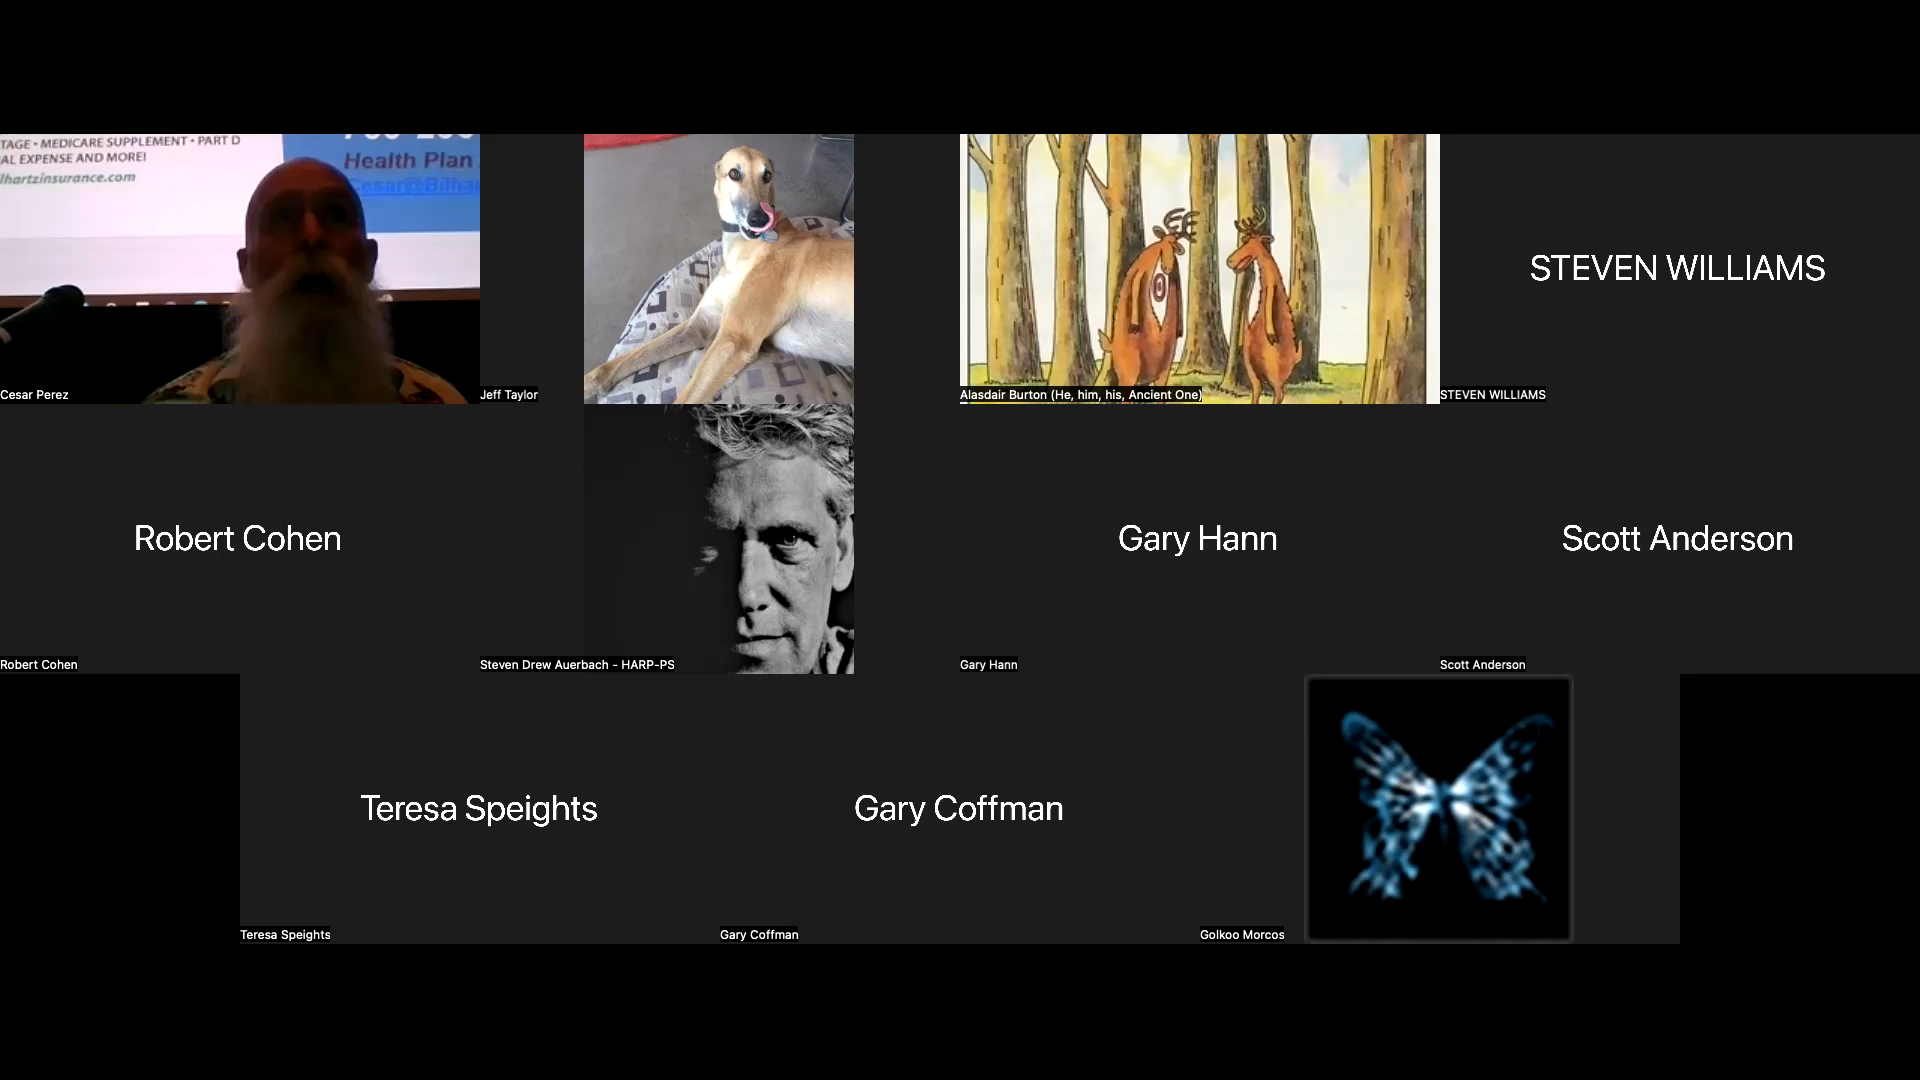 TAGE • MEDICARE SUPPLEMENT • PART D
AL EXPENSE AND MORE!
lhartzinsurance.com
Health Plan
Cesar@Bilhar
Cesar Perez
Jeff Taylor
Alasdair Burton (He, him, his, Ancient One)
STEVEN WILLIAMS
STEVEN WILLIAMS
Robert Cohen
Robert Cohen
Steven Drew Auerbach - HARP-PS
Gary Hann
Gary Hann
Scott Anderson
Scott Anderson
Teresa Speights
Teresa Speights
Gary Coffman
Gary Coffman
Golkoo Morcos